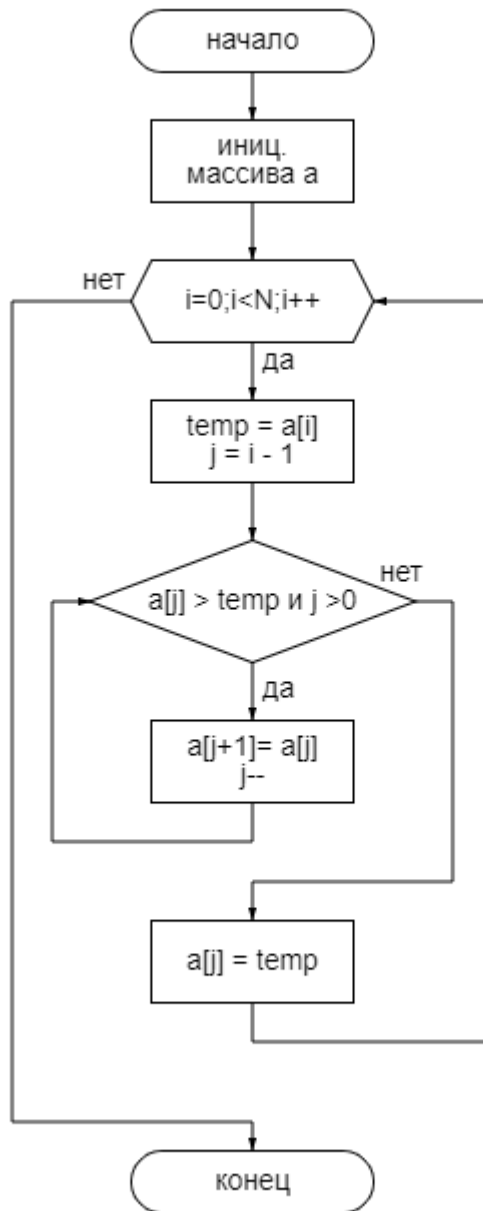 начало
иниц.
массива a
нет
i=0;i<N;i++
да
temp = a[i]
j = i - 1
нет
a[j] > temp и j >0
да
a[j+1]= a[j]
j--
a[j] = temp
конец